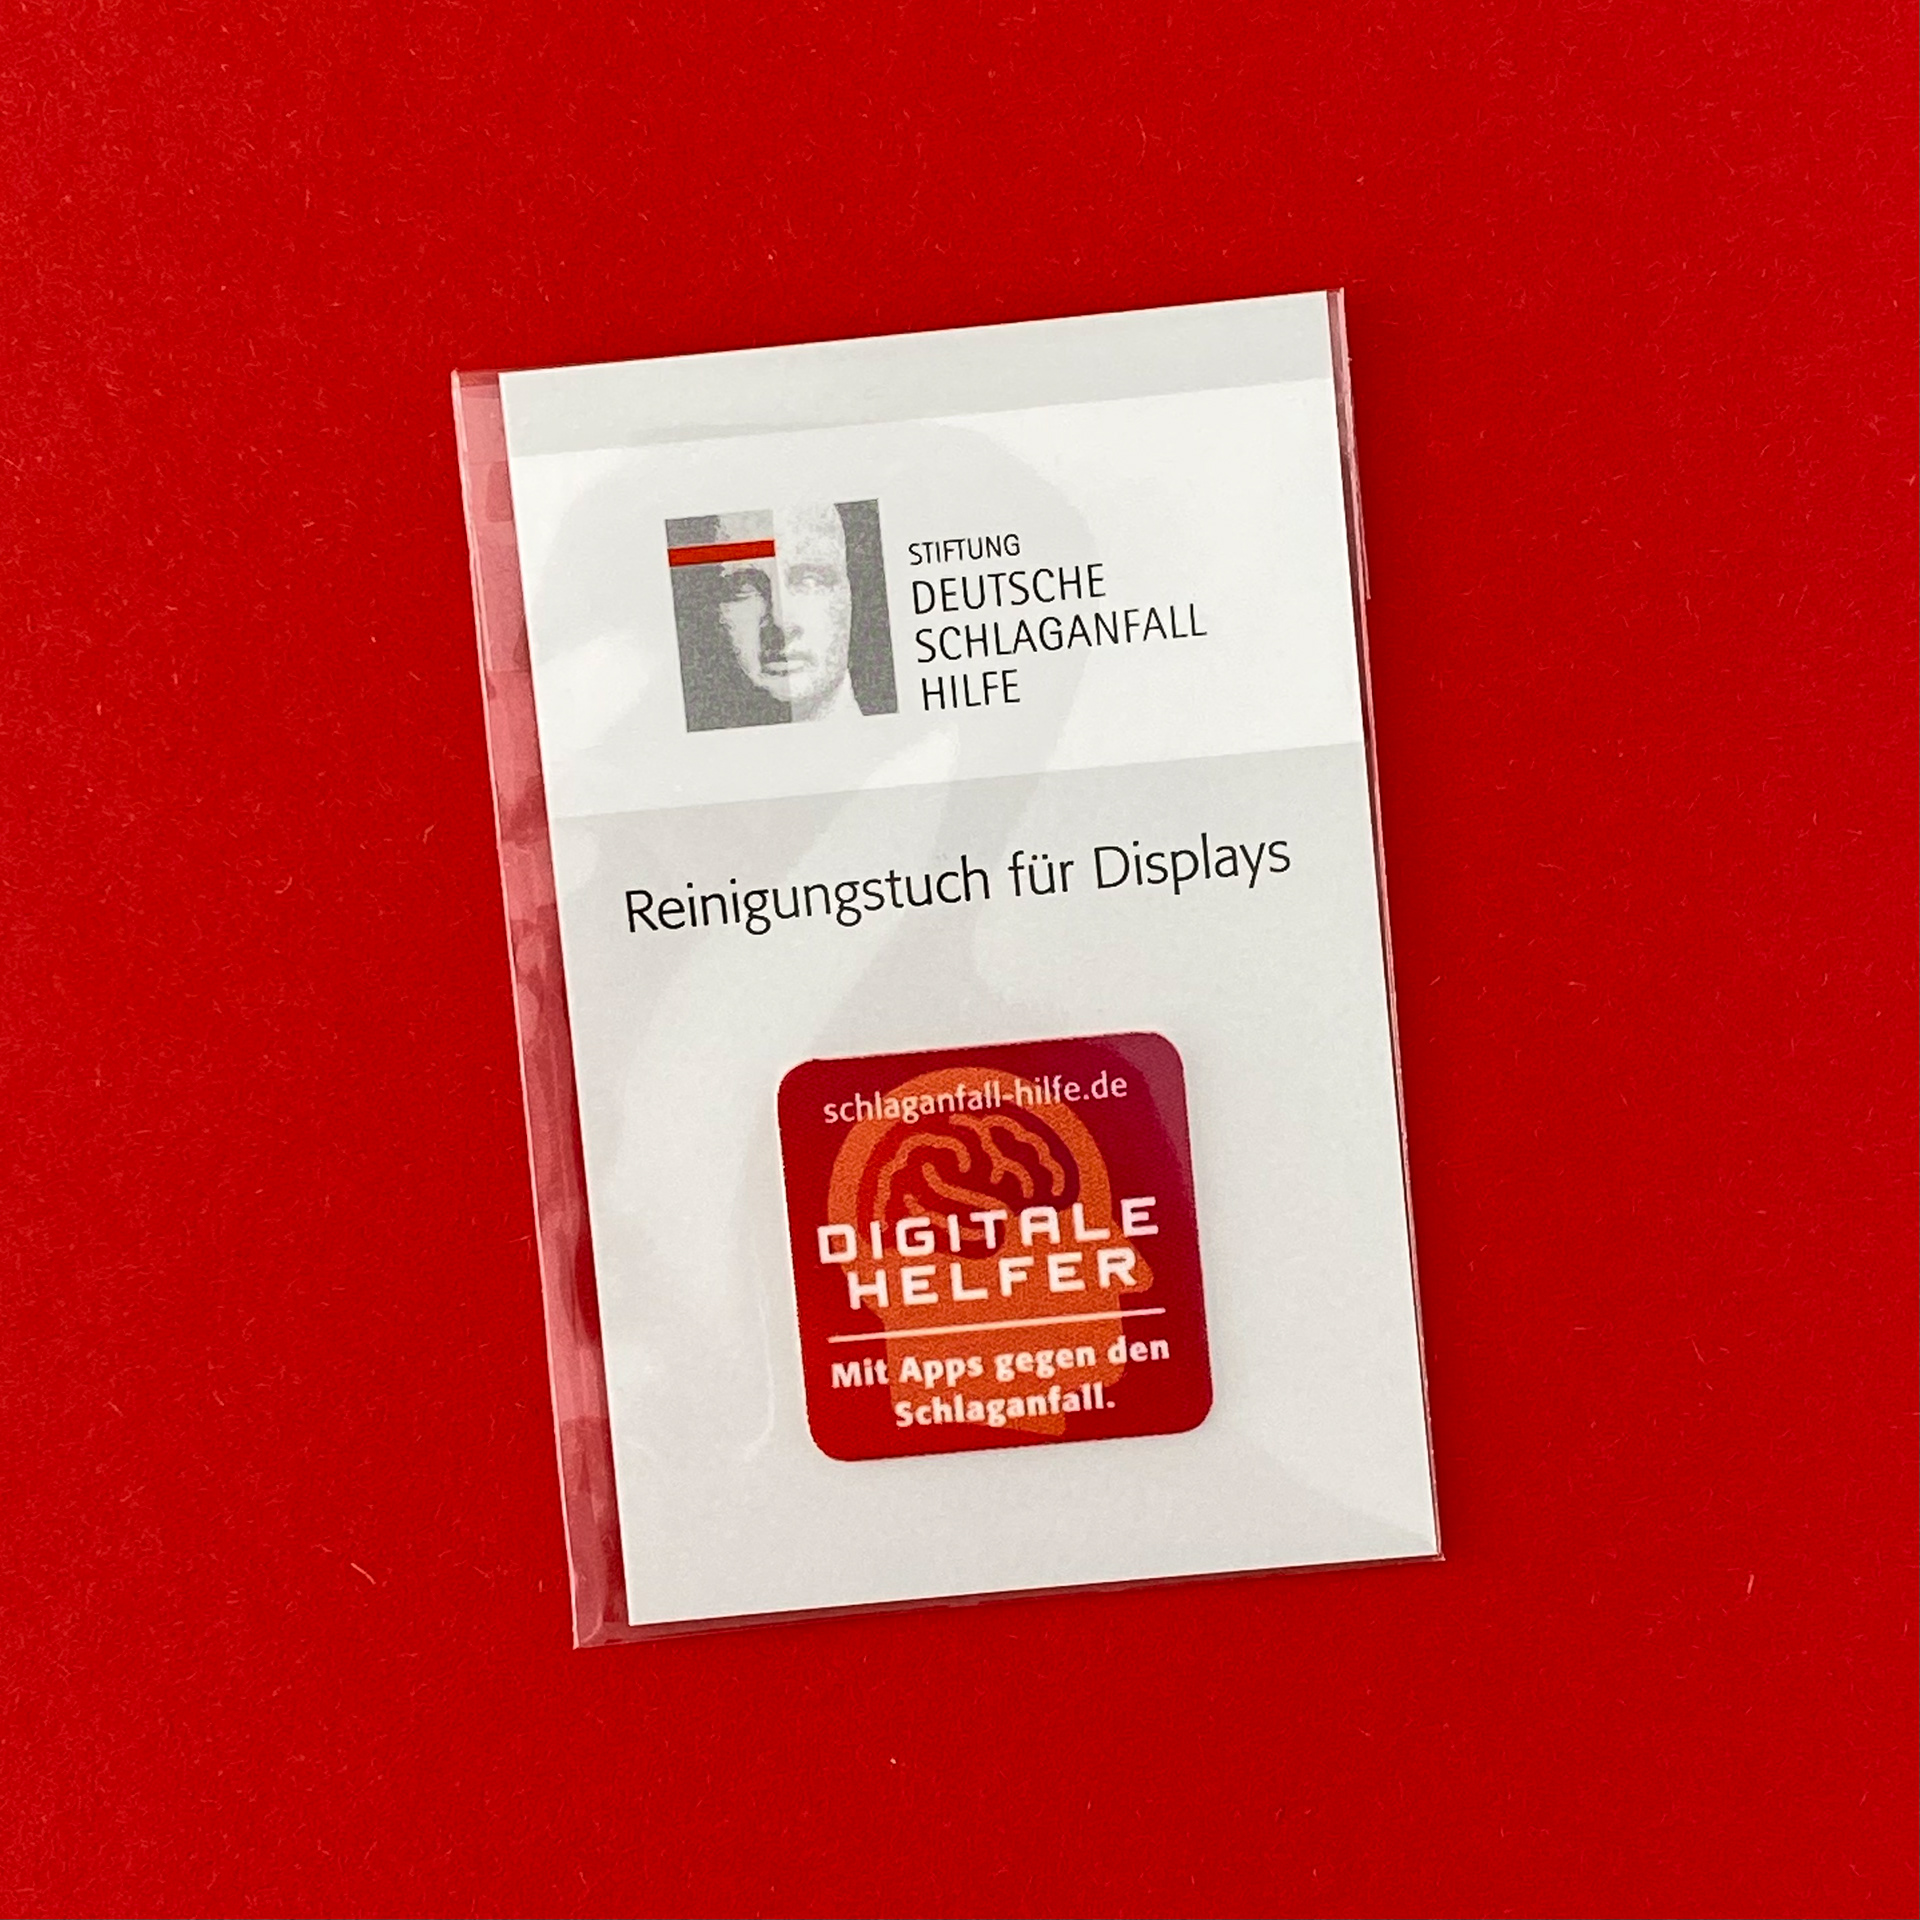 STIFTUNG
DEUTSCHE
SCHLAGANFALL
HILFE
Reinigungstuch für Displays
schlaganfall-hilfe.de
DIGITALE
HELFER
Mit Apps gegen den
Schlaganfall.